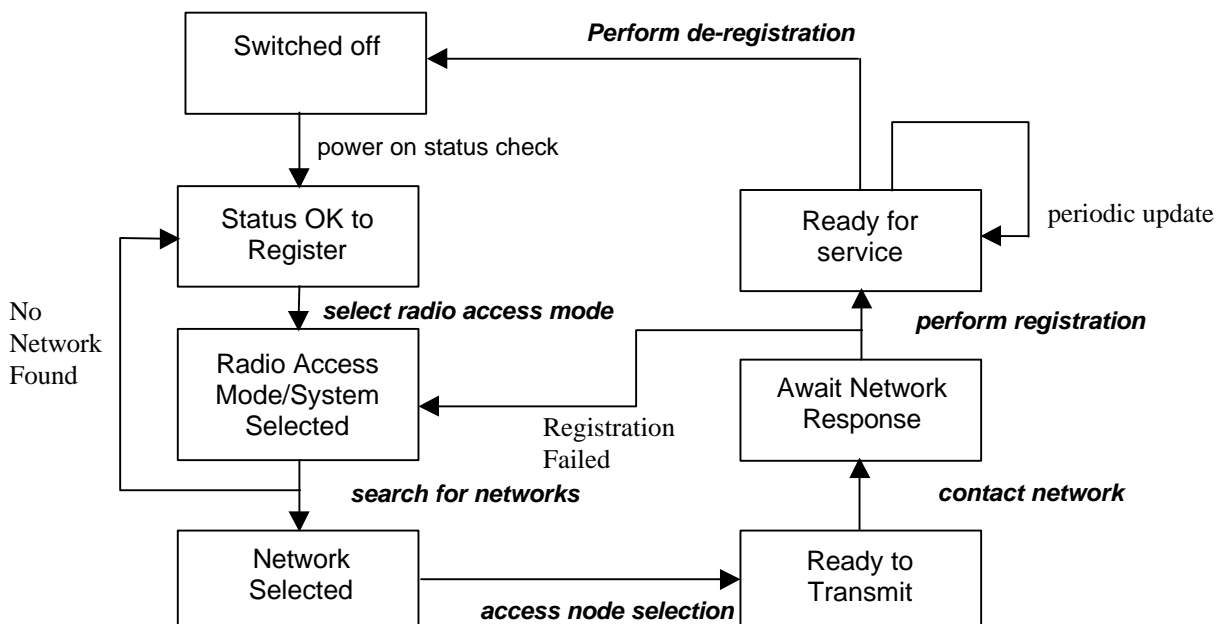 Switched off
Perform de-registration
power on status check
Status OK to
Register
Ready for
service
periodic update
No
Network
Found
select radio access mode
perform registration
Radio Access
Mode/System
Selected
Registration
Failed
Await Network
Response
search for networks
contact network
Network
Selected
access node selection
Ready to
Transmit